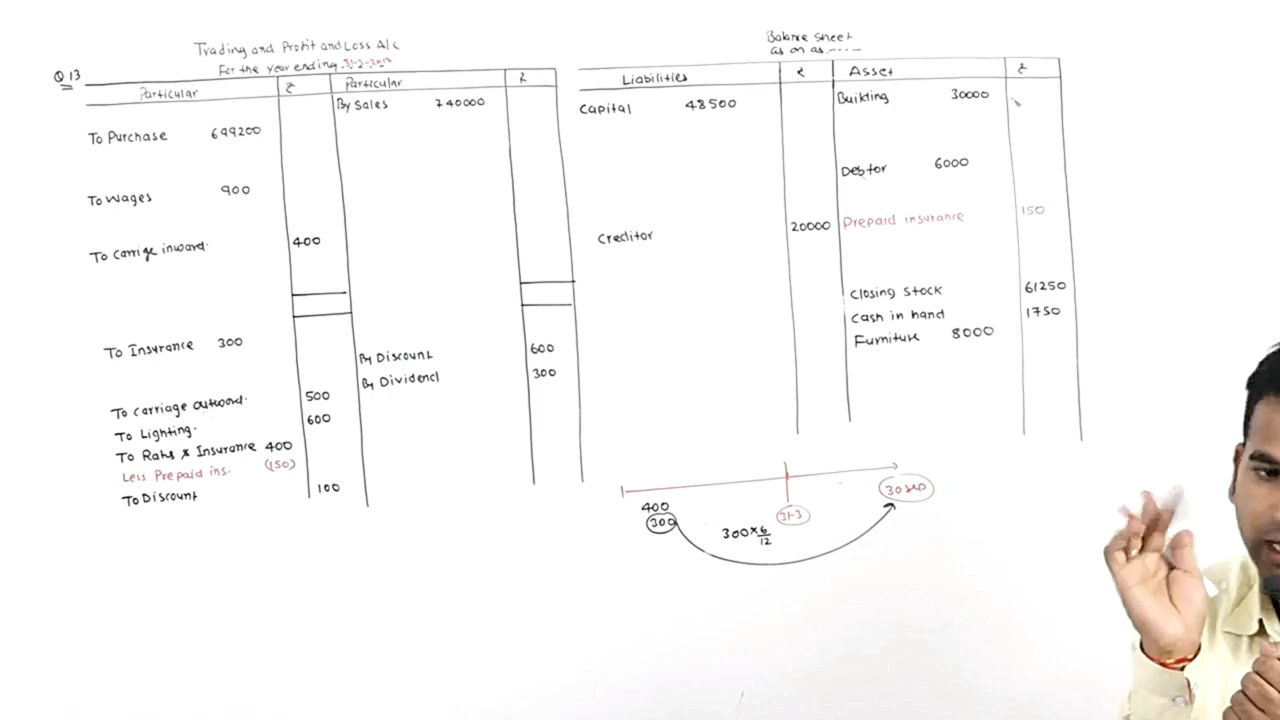 Q 13
Trading and Profit and Loss A/c
For the year ending
Particular ₹ Particular ₹
By Sales 740000
To Purchase 699200
To Wages 900
To Carrige inward. 400
To Insurance 300
By Discount 600
By Dividend 300
To carriage outword. 500
To Lighting. 600
To Rats & Insurance 400
Less Prepaid ins. (150)
To Discount 100
Balance Sheet
as on as.----
Liabilities ₹ Asset ₹
Capital 48500 Building 30000
Debtor 6000
Creditor 20000 Prepaid insurance 150
Closing Stock 61250
Cash in hand 1750
Furniture 8000
400
300
300×6/12
31-3
30 sep